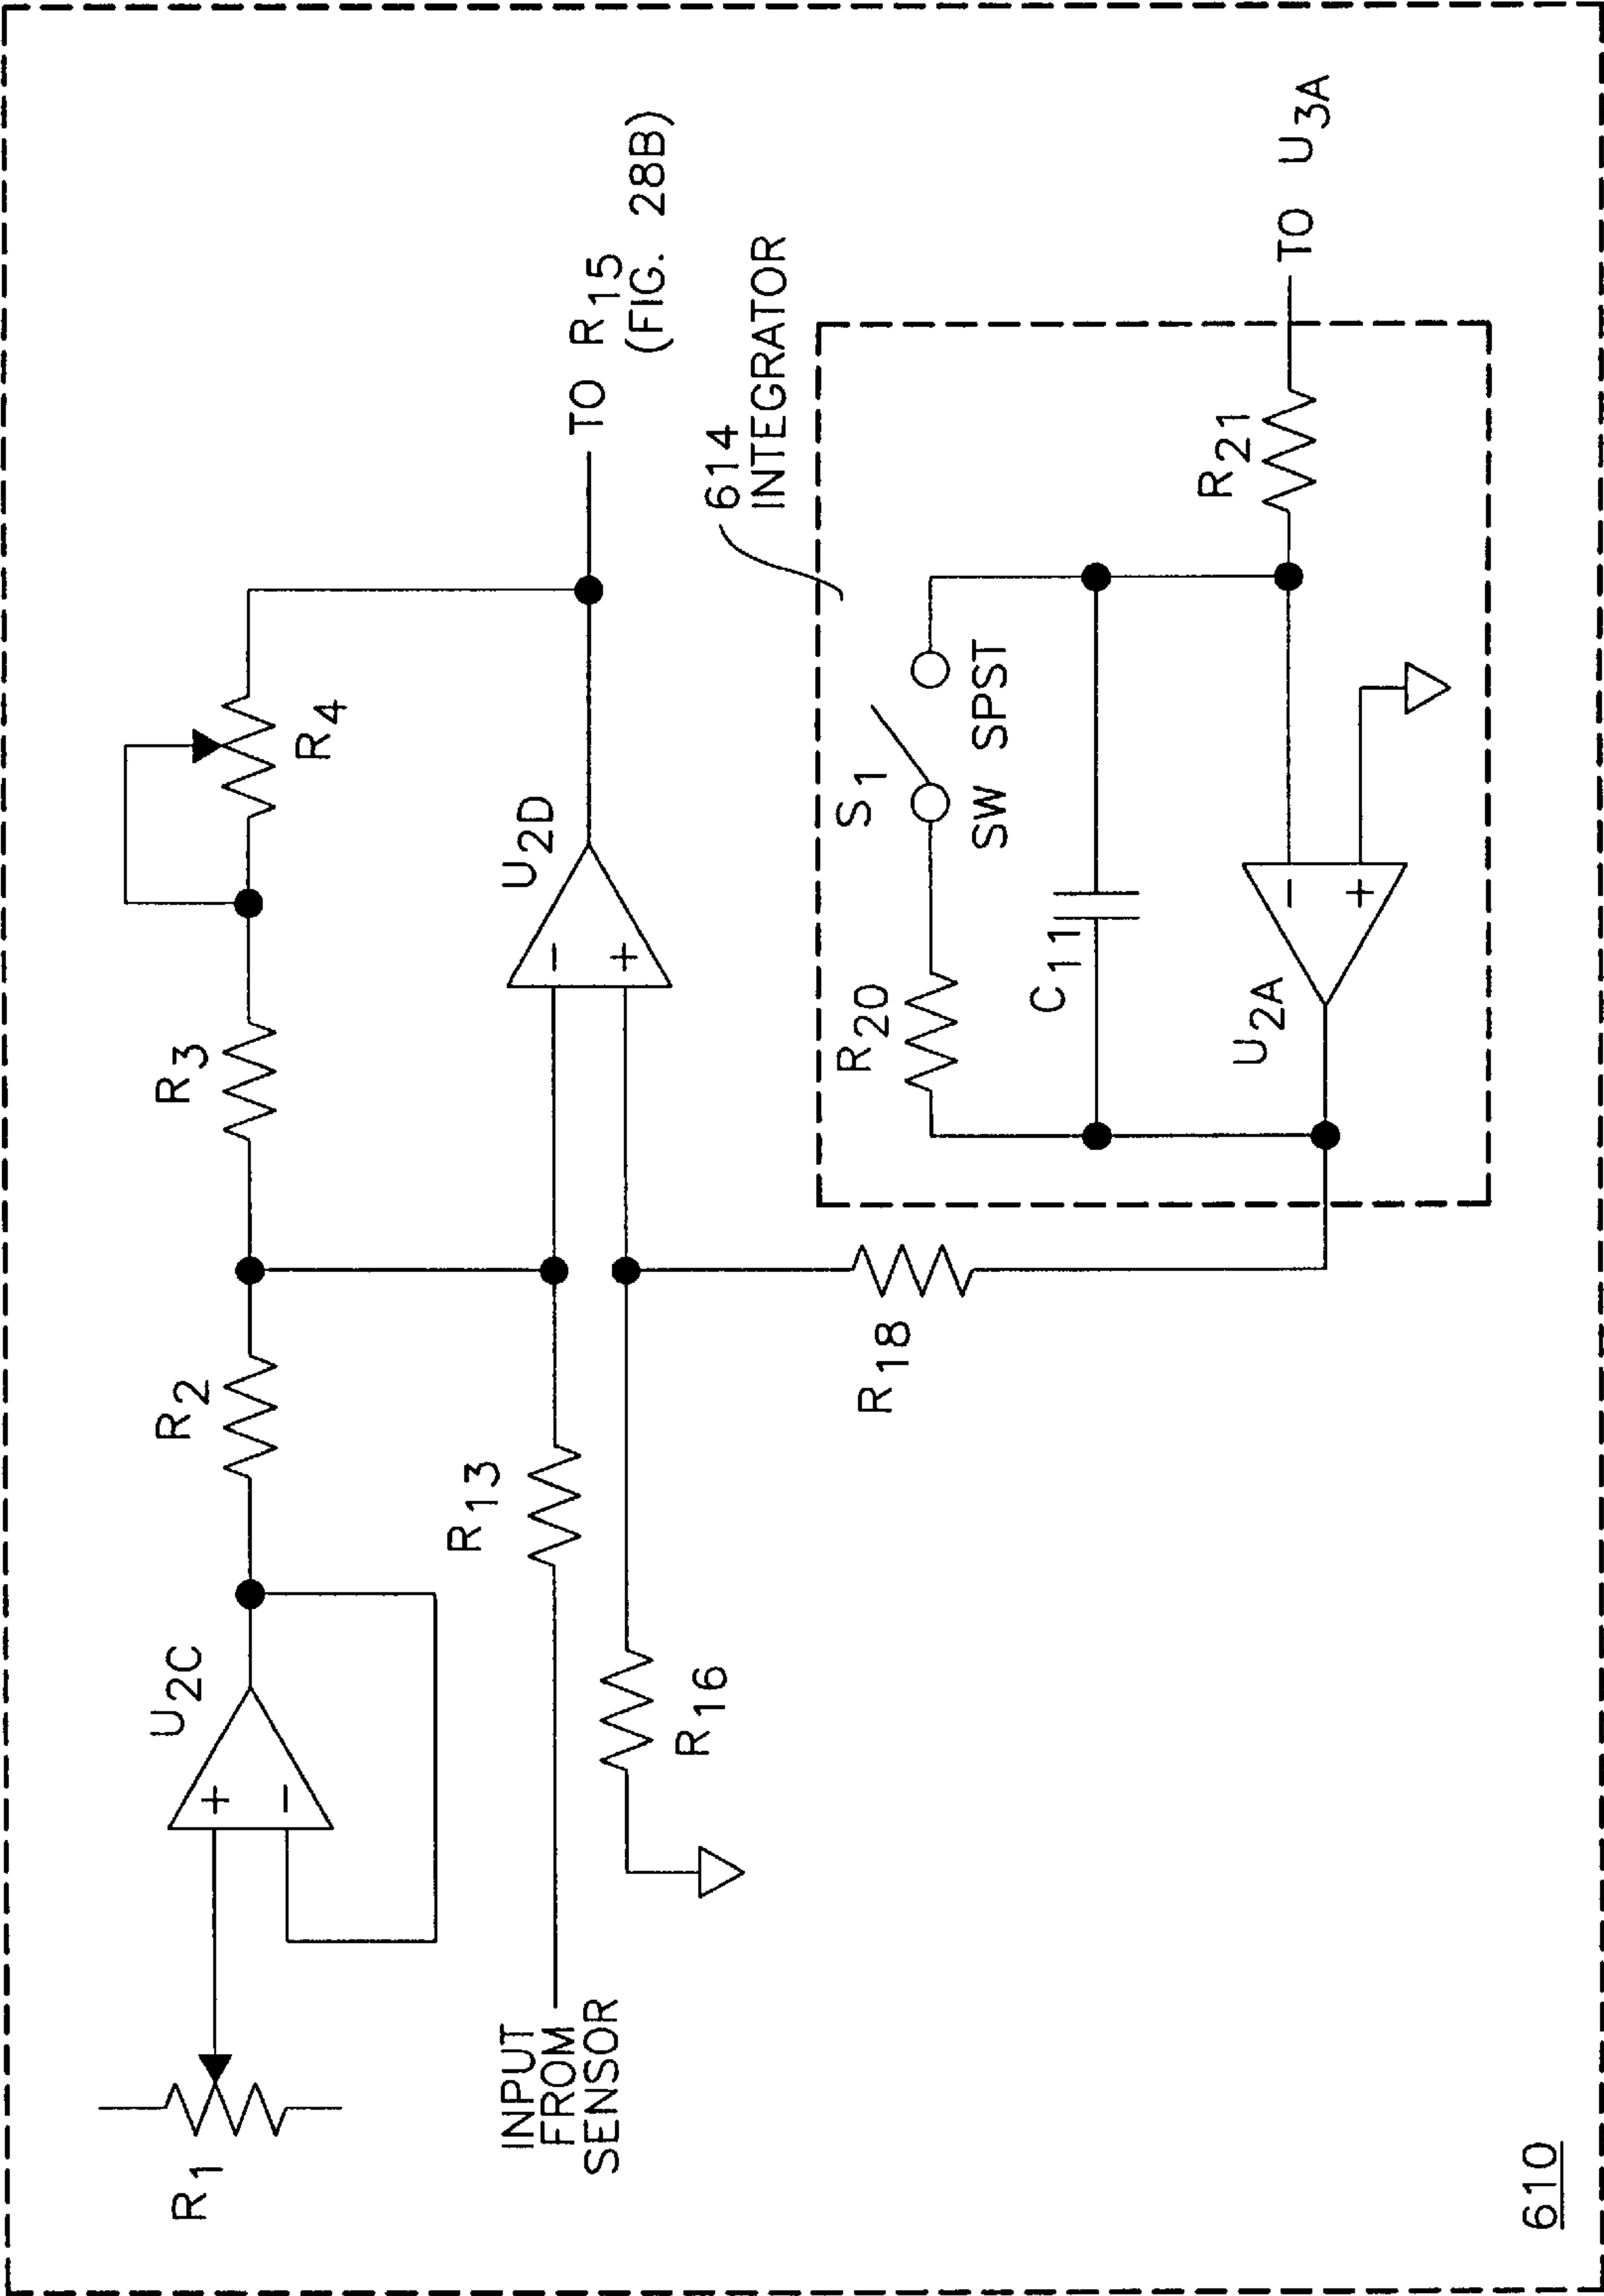 R1
U2C
R2
R3
R4
INPUT
FROM
SENSOR
R13
R16
U2D
+
−
−
+
TO R15
(FIG. 28B)
614
INTEGRATOR
R18
R20
S1
SW SPST
C11
U2A
−
+
R21
TO U3A
610